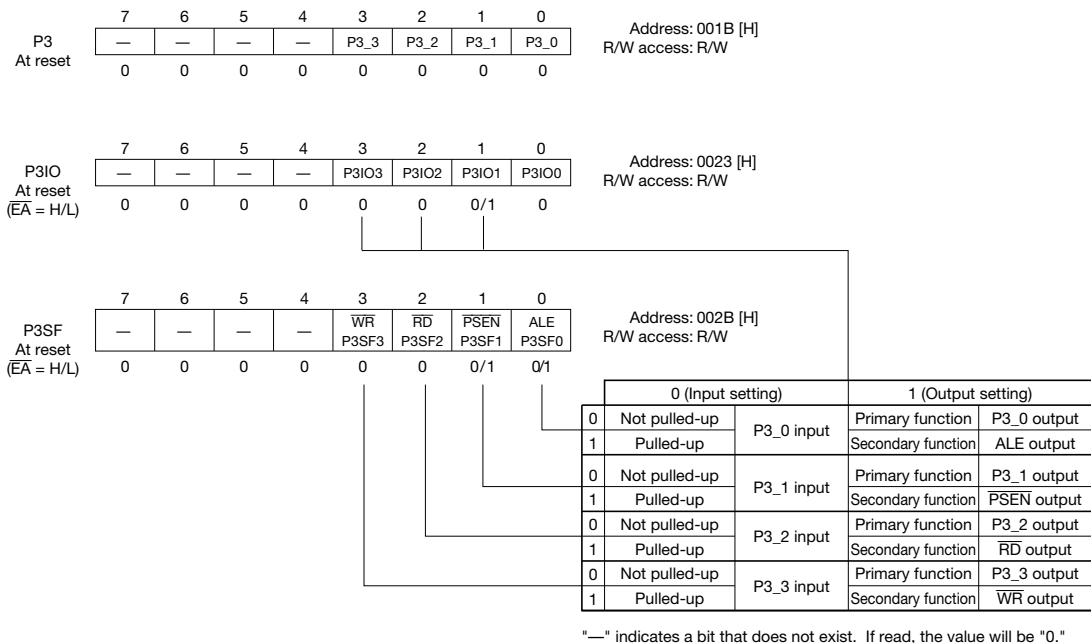 7 6 5 4 3 2 1 0
P3 — — — — P3_3 P3_2 P3_1 P3_0
At reset 0 0 0 0 0 0 0 0
Address: 001B [H]
R/W access: R/W
7 6 5 4 3 2 1 0
P3IO — — — — P3IO3 P3IO2 P3IO1 P3IO0
At reset
(E̅A̅ = H/L) 0 0 0 0 0 0 0/1 0
Address: 0023 [H]
R/W access: R/W
7 6 5 4 3 2 1 0
W̅R̅ R̅D̅ P̅S̅E̅N̅ ALE
P3SF — — — — P3SF3 P3SF2 P3SF1 P3SF0
At reset
(E̅A̅ = H/L) 0 0 0 0 0 0 0/1 0/1
Address: 002B [H]
R/W access: R/W
0 (Input setting) 1 (Output setting)
0 Not pulled-up P3_0 input Primary function P3_0 output
1 Pulled-up Secondary function ALE output
0 Not pulled-up P3_1 input Primary function P3_1 output
1 Pulled-up Secondary function P̅S̅E̅N̅ output
0 Not pulled-up P3_2 input Primary function P3_2 output
1 Pulled-up Secondary function R̅D̅ output
0 Not pulled-up P3_3 input Primary function P3_3 output
1 Pulled-up Secondary function W̅R̅ output
"—" indicates a bit that does not exist. If read, the value will be "0."